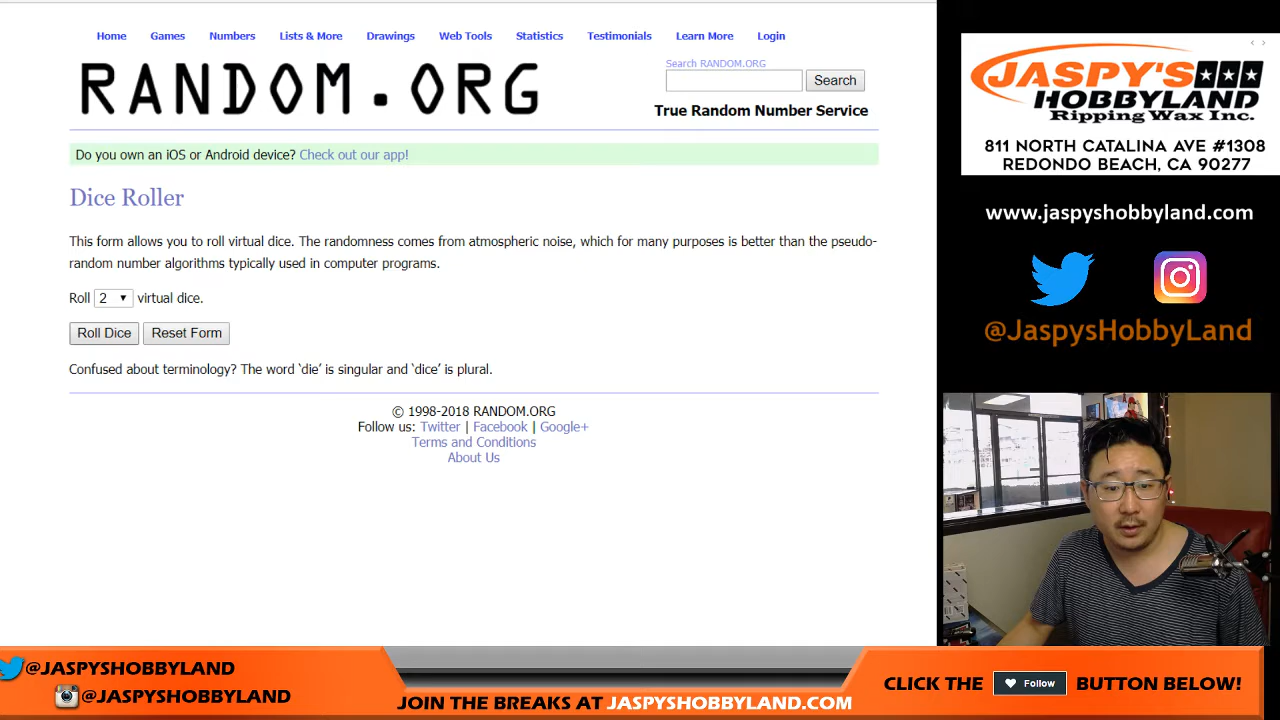 Home Games Numbers Lists & More Drawings Web Tools Statistics Testimonials Learn More Login
RANDOM.ORG
Search RANDOM.ORG
Search
True Random Number Service
Do you own an iOS or Android device? Check out our app!
Dice Roller
This form allows you to roll virtual dice. The randomness comes from atmospheric noise, which for many purposes is better than the pseudo-
random number algorithms typically used in computer programs.
Roll 2 virtual dice.
Roll Dice Reset Form
Confused about terminology? The word ‘die’ is singular and ‘dice’ is plural.
© 1998-2018 RANDOM.ORG
Follow us: Twitter | Facebook | Google+
Terms and Conditions
About Us
JASPY'S
HOBBYLAND
Ripping Wax Inc.
811 NORTH CATALINA AVE #1308
REDONDO BEACH, CA 90277
www.jaspyshobbyland.com
@JaspysHobbyLand
@JASPYSHOBBYLAND
@JASPYSHOBBYLAND
JOIN THE BREAKS AT JASPYSHOBBYLAND.COM
CLICK THE Follow BUTTON BELOW!